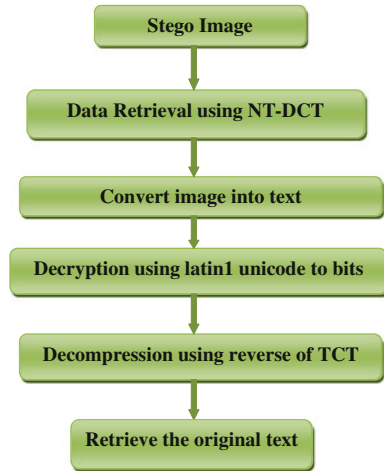 Stego Image
Data Retrieval using NT-DCT
Convert image into text
Decryption using latin1 unicode to bits
Decompression using reverse of TCT
Retrieve the original text